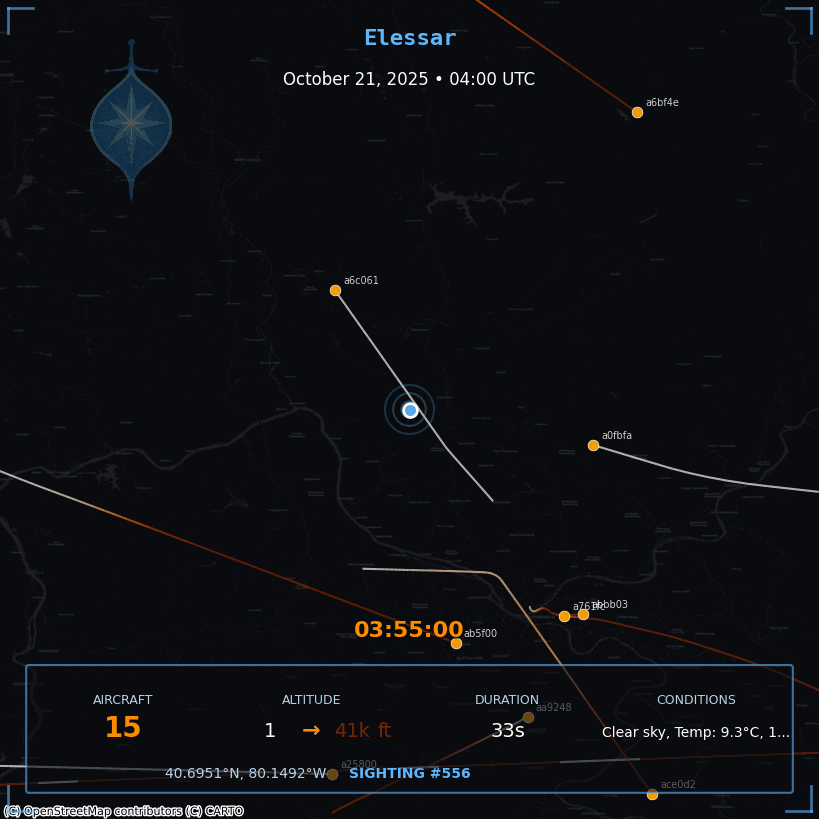 Elessar
October 21, 2025 • 04:00 UTC
a6bf4e
a6c061
a0fbfa
03:55:00
ab5f00
AIRCRAFT
15
ALTITUDE
1 → 41k ft
DURATION
33s
CONDITIONS
Clear sky, Temp: 9.3°C, 1...
aa9248
a25800
40.6951°N, 80.1492°W
SIGHTING #556
ace0d2
(C) OpenStreetMap contributors (C) CARTO